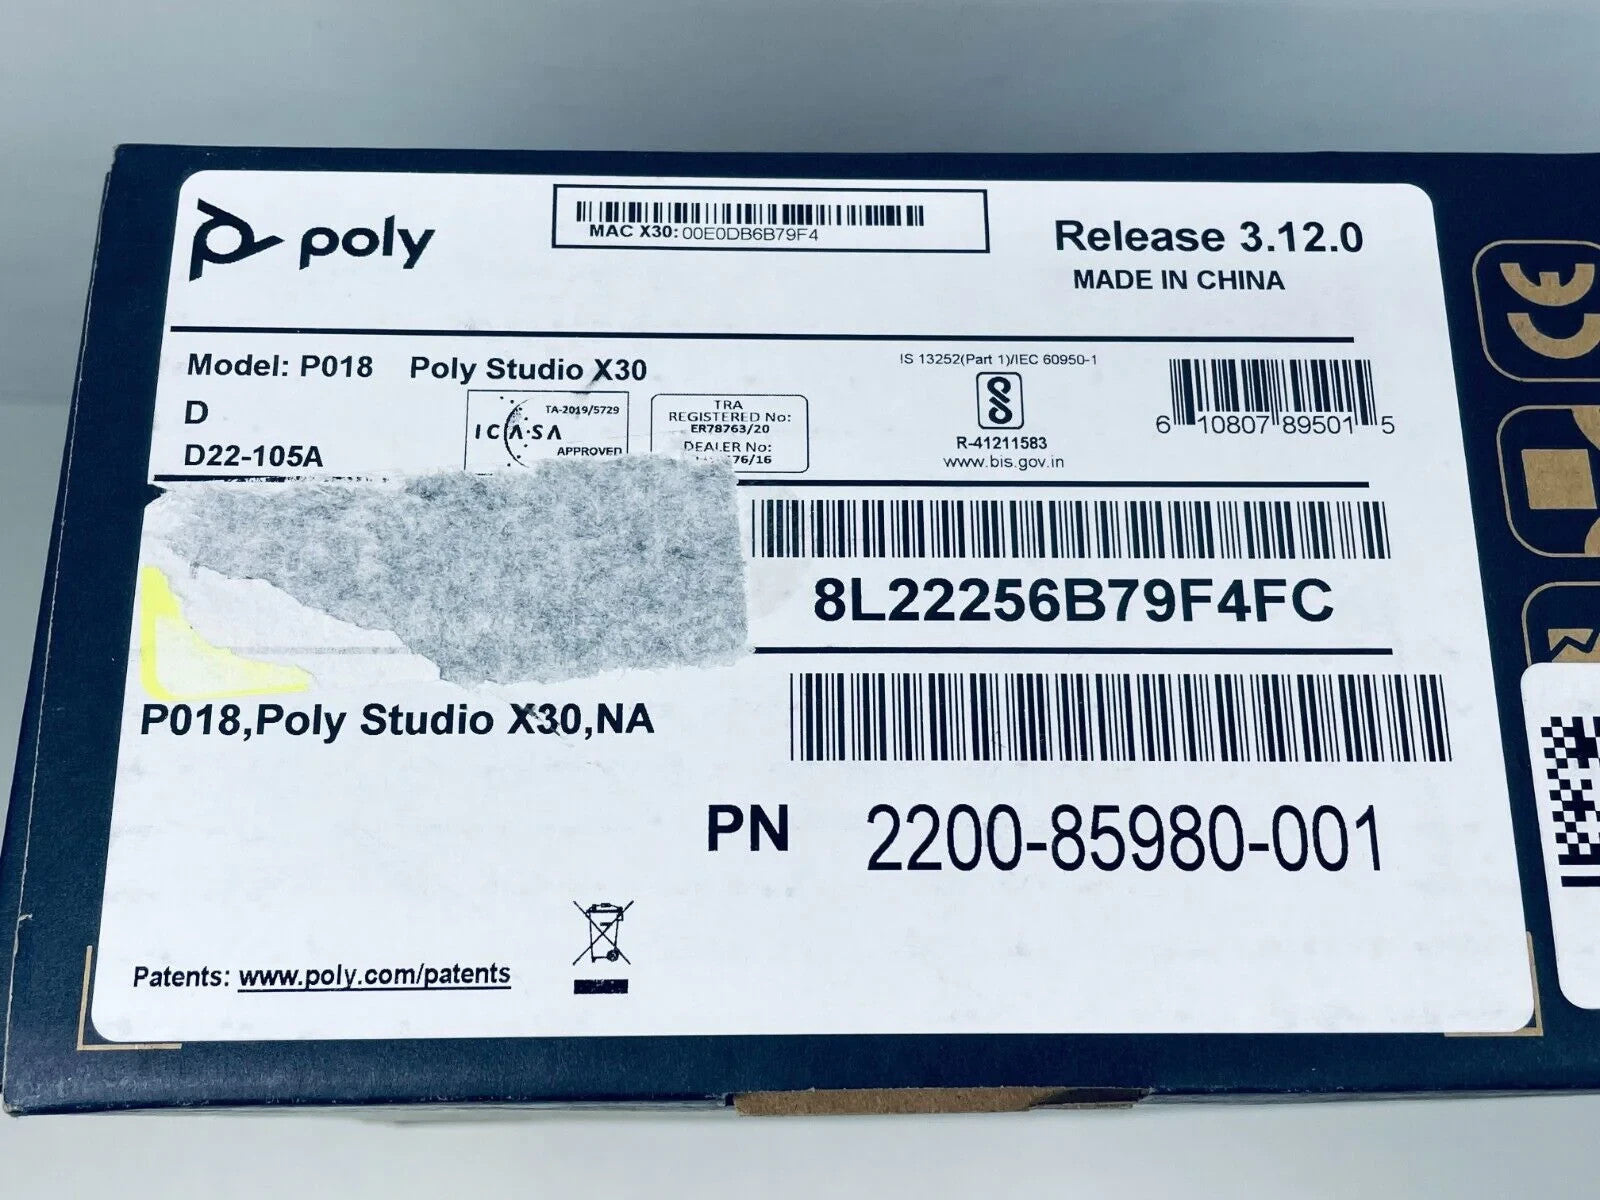 poly
MAC X30: 00E0DB6B79F4
Release 3.12.0
MADE IN CHINA
Model: P018 Poly Studio X30
D
D22-105A
TA-2019/5729
ICASA
APPROVED
TRA
REGISTERED No:
ER78763/20
DEALER No:
76/16
IS 13252(Part 1)/IEC 60950-1
R-41211583
www.bis.gov.in
6 10807 89501 5
8L22256B79F4FC
P018,Poly Studio X30,NA
PN 2200-85980-001
Patents: www.poly.com/patents
CE